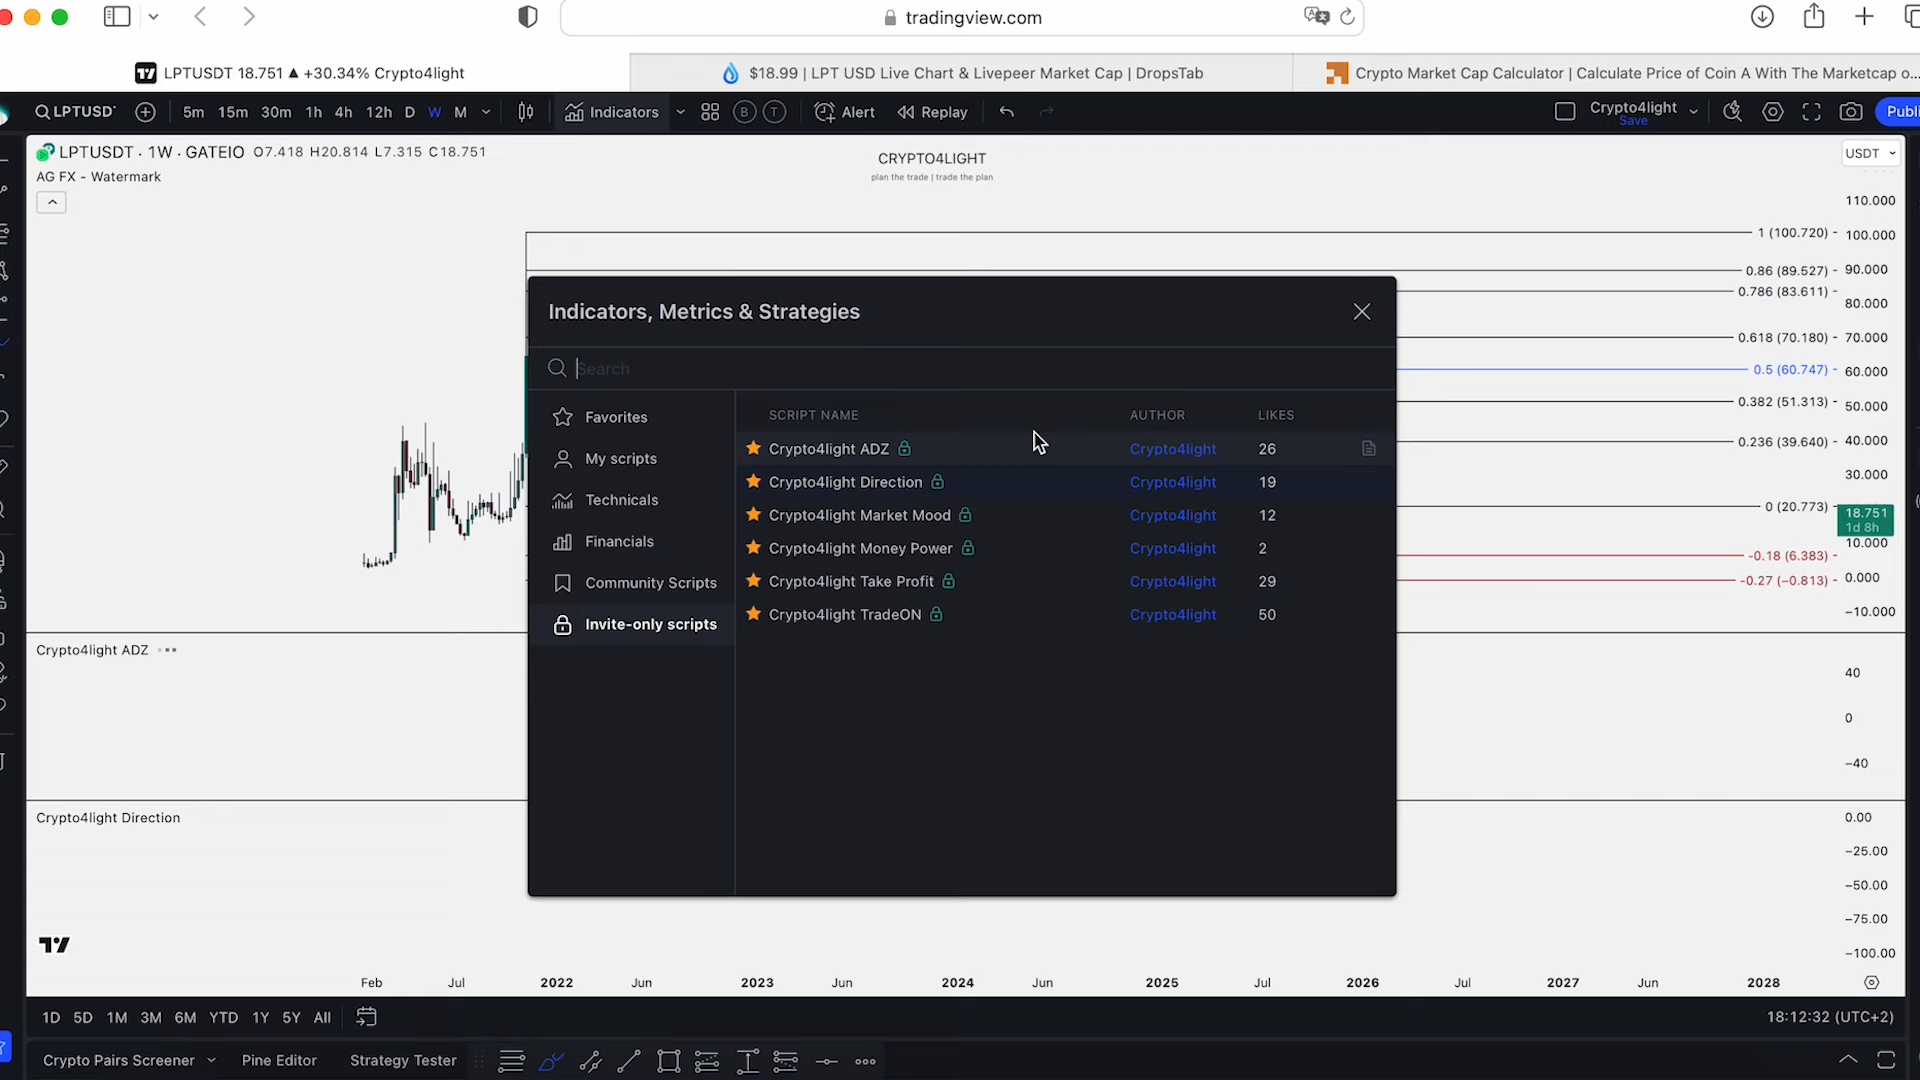 tradingview.com
LPTUSDT 18.751 ▲ +30.34% Crypto4light
$18.99 | LPT USD Live Chart & Livepeer Market Cap | DropsTab
Crypto Market Cap Calculator | Calculate Price of Coin A With The Marketcap o...
LPTUSDT 5m 15m 30m 1h 4h 12h D W M Indicators B T Alert Replay Crypto4light Publi
Save
LPTUSDT · 1W · GATEIO O7.418 H20.814 L7.315 C18.751
AG FX - Watermark
CRYPTO4LIGHT
plan the trade | trade the plan
USDT
110.000
1 (100.720) 100.000
0.86 (89.527) 90.000
0.786 (83.611) 80.000
0.618 (70.180) 70.000
0.5 (60.747) 60.000
0.382 (51.313) 50.000
0.236 (39.640) 40.000
30.000
0 (20.773)
18.751
1d 8h
10.000
-0.18 (6.383)
-0.27 (−0.813) 0.000
−10.000
Indicators, Metrics & Strategies
Search
Favorites
My scripts
Technicals
Financials
Community Scripts
Invite-only scripts
SCRIPT NAME AUTHOR LIKES
Crypto4light ADZ Crypto4light 26
Crypto4light Direction Crypto4light 19
Crypto4light Market Mood Crypto4light 12
Crypto4light Money Power Crypto4light 2
Crypto4light Take Profit Crypto4light 29
Crypto4light TradeON Crypto4light 50
Crypto4light ADZ
40
0
−40
Crypto4light Direction
0.00
−25.00
−50.00
−75.00
−100.00
Feb Jul 2022 Jun 2023 Jun 2024 Jun 2025 Jul 2026 Jul 2027 Jun 2028
1D 5D 1M 3M 6M YTD 1Y 5Y All 18:12:32 (UTC+2)
Crypto Pairs Screener Pine Editor Strategy Tester